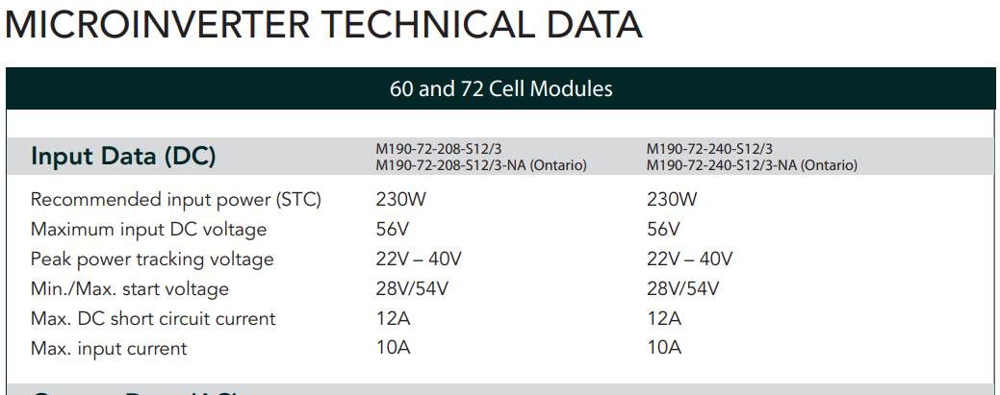 MICROINVERTER TECHNICAL DATA
60 and 72 Cell Modules
Input Data (DC) M190-72-208-S12/3 M190-72-240-S12/3
M190-72-208-S12/3-NA (Ontario) M190-72-240-S12/3-NA (Ontario)
Recommended input power (STC) 230W 230W
Maximum input DC voltage 56V 56V
Peak power tracking voltage 22V – 40V 22V – 40V
Min./Max. start voltage 28V/54V 28V/54V
Max. DC short circuit current 12A 12A
Max. input current 10A 10A